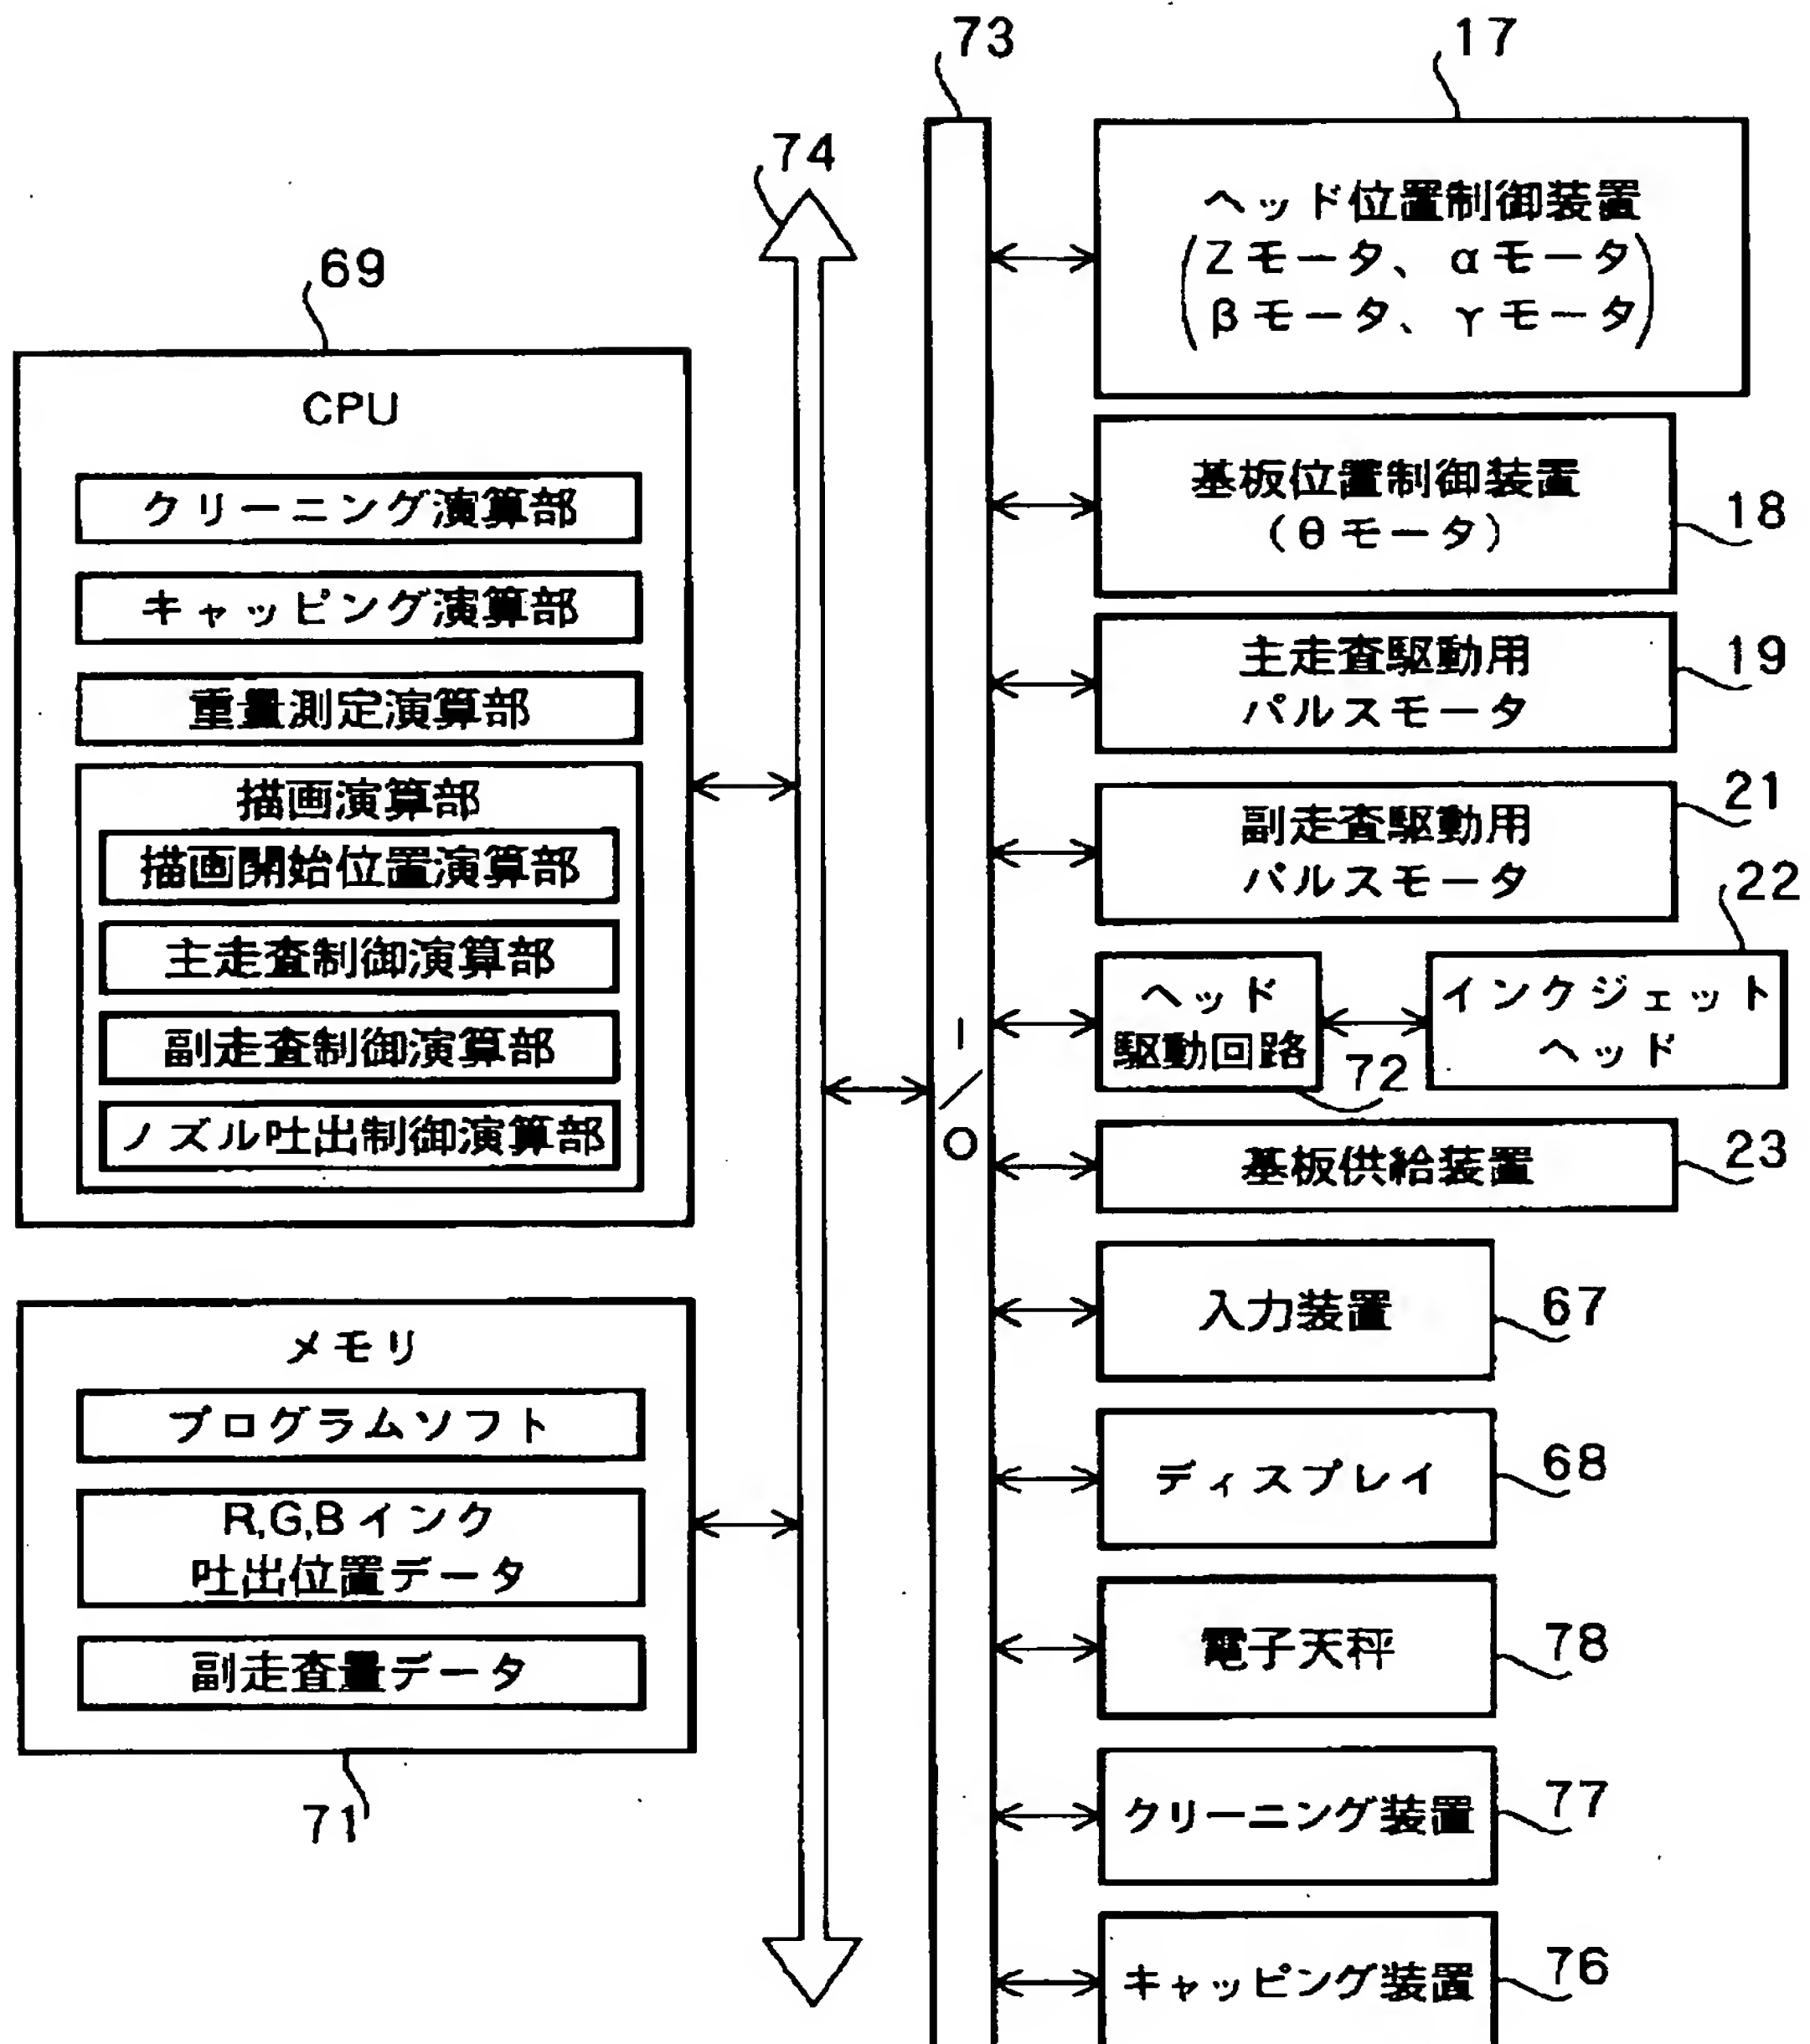 73
17
74
ヘッド位置制御装置
(Zモータ、αモータ
βモータ、γモータ)
69
CPU
クリーニング演算部
キャッピング演算部
重量測定演算部
描画演算部
描画開始位置演算部
主走査制御演算部
副走査制御演算部
ノズル吐出制御演算部
基板位置制御装置
(θモータ)
18
主走査駆動用
パルスモータ
19
副走査駆動用
パルスモータ
21
22
ヘッド
駆動回路
72
インクジェット
ヘッド
I/O
基板供給装置
23
入力装置
67
メモリ
プログラムソフト
R,G,Bインク
吐出位置データ
副走査量データ
71
ディスプレイ
68
電子天秤
78
クリーニング装置
77
キャッピング装置
76